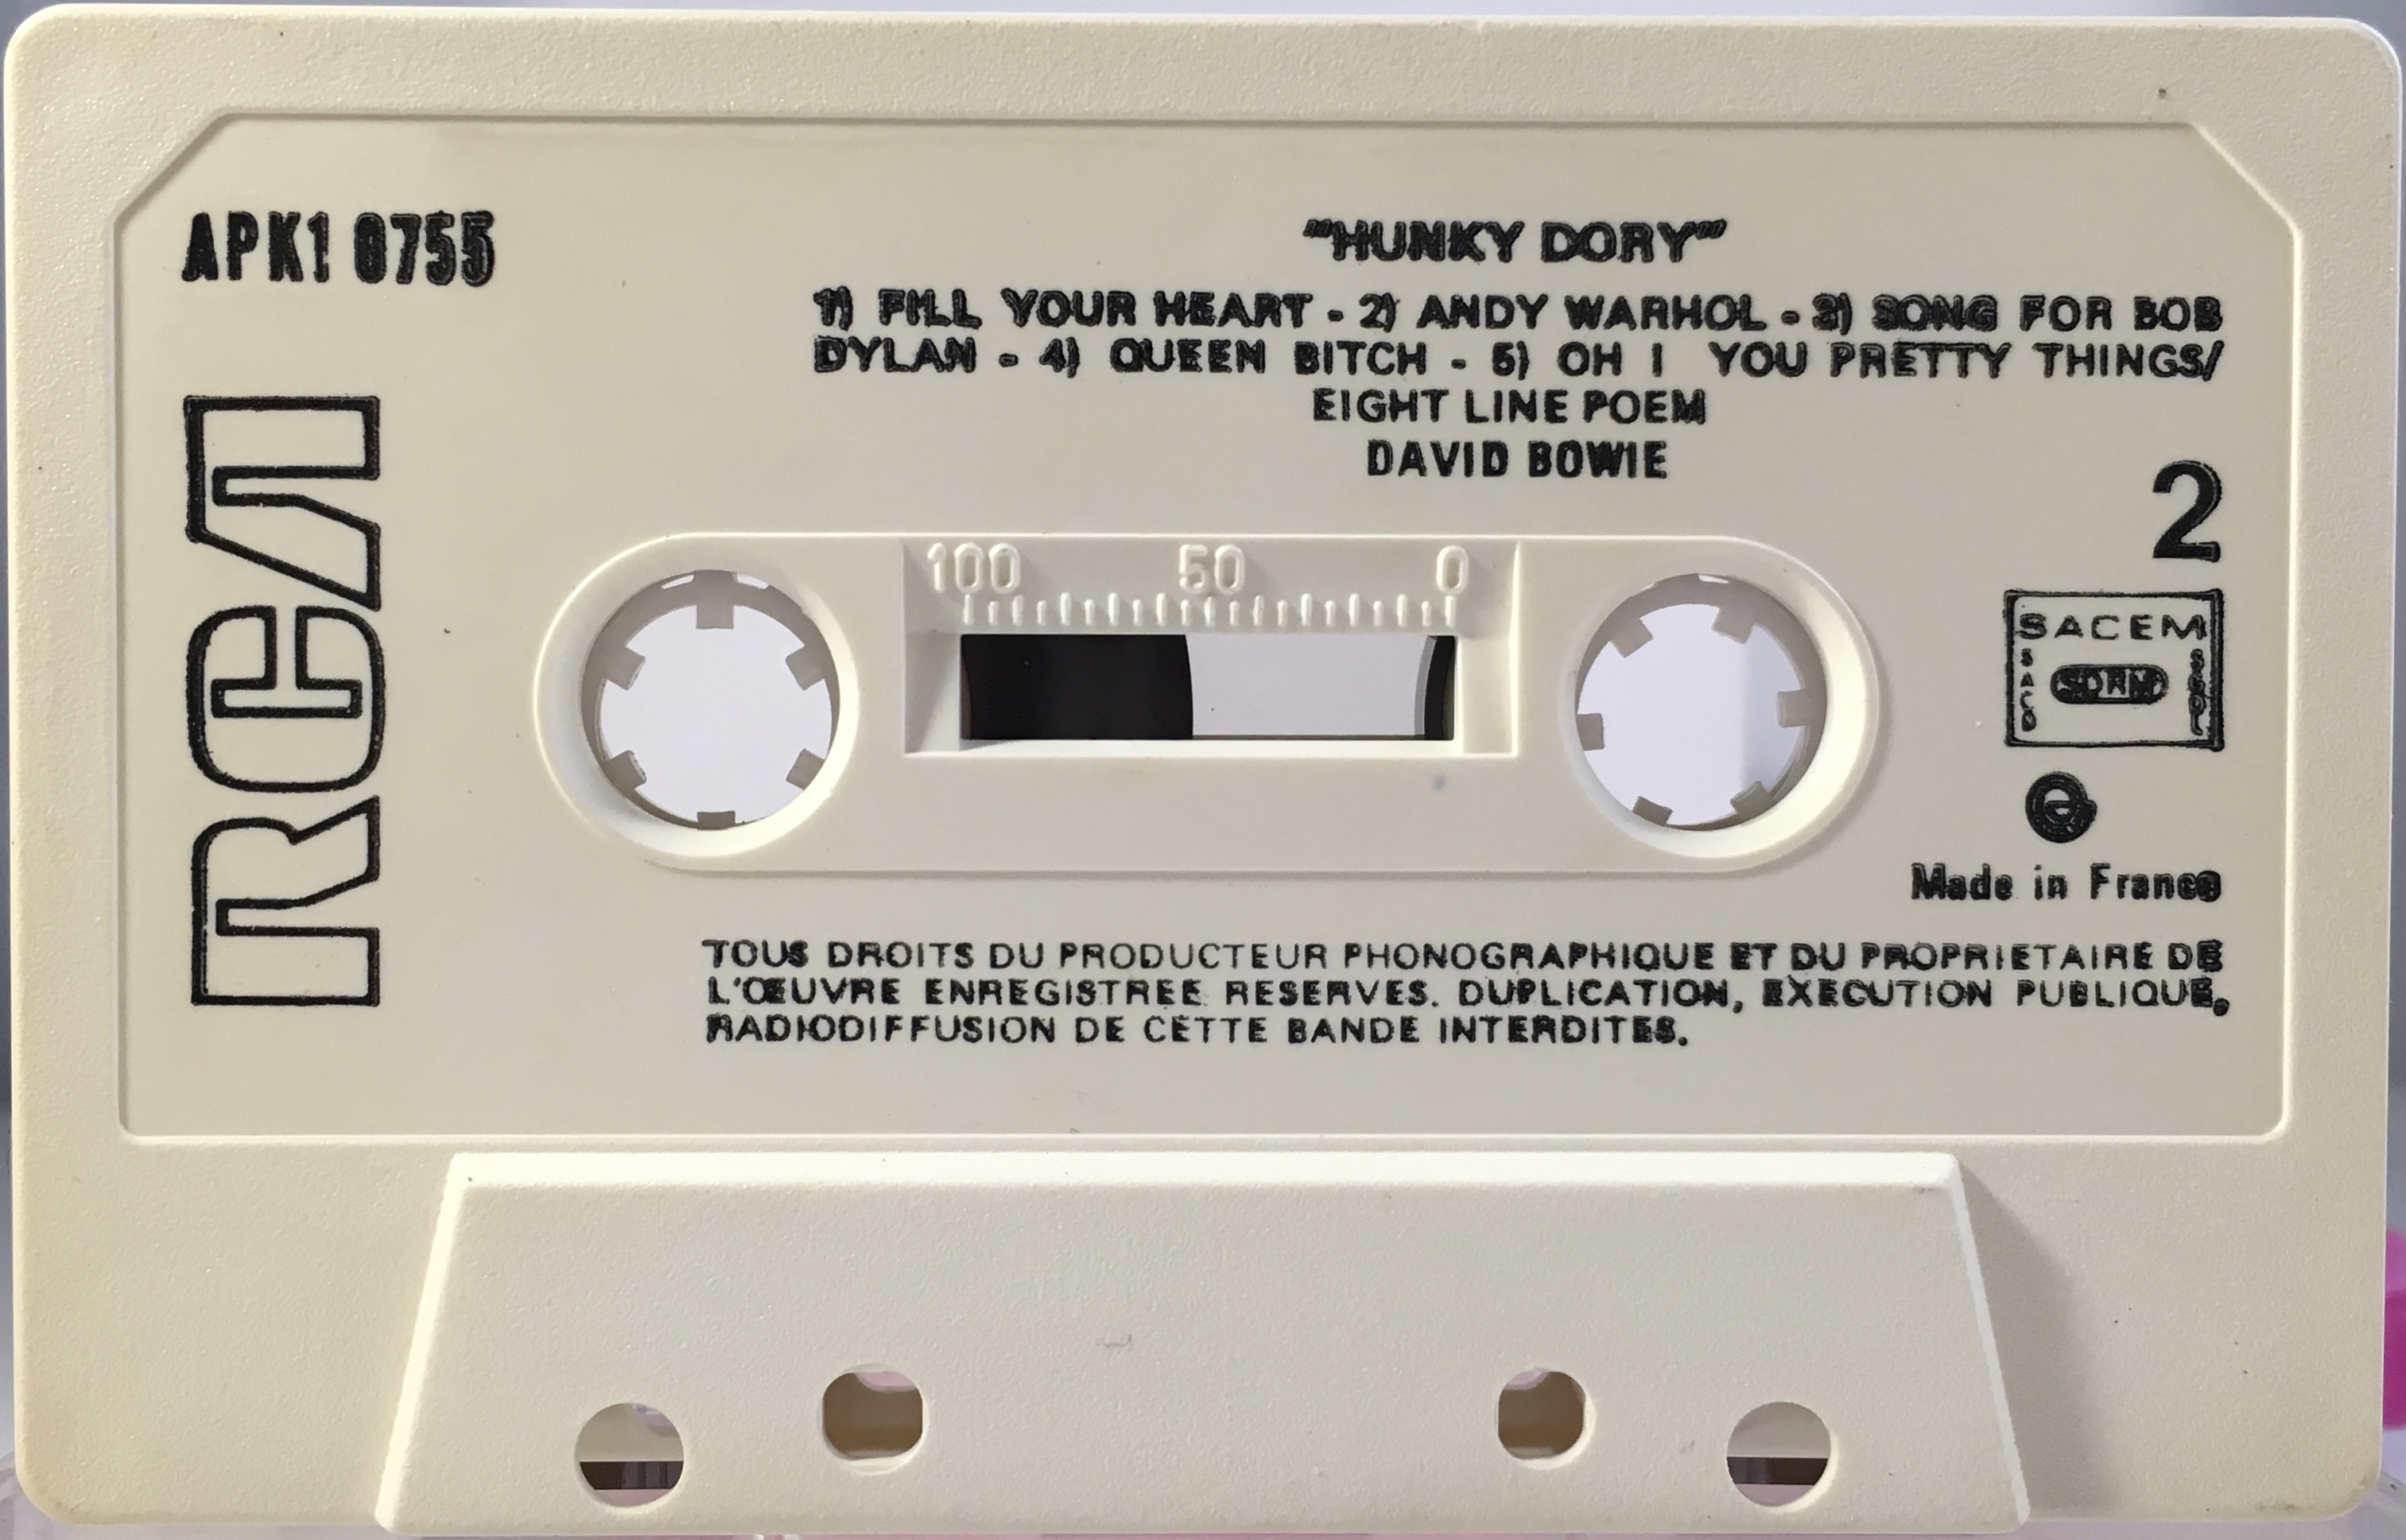 APK1 0755
"HUNKY DORY"
1) FILL YOUR HEART - 2) ANDY WARHOL - 3) SONG FOR BOB
DYLAN - 4) QUEEN BITCH - 5) OH I YOU PRETTY THINGS/
EIGHT LINE POEM
DAVID BOWIE
2
RCA
100 50 0
SACEM
SACD
SDRM
SGDL
Made in France
TOUS DROITS DU PRODUCTEUR PHONOGRAPHIQUE ET DU PROPRIETAIRE DE
L'ŒUVRE ENREGISTREE RESERVES. DUPLICATION, EXECUTION PUBLIQUE,
RADIODIFFUSION DE CETTE BANDE INTERDITES.